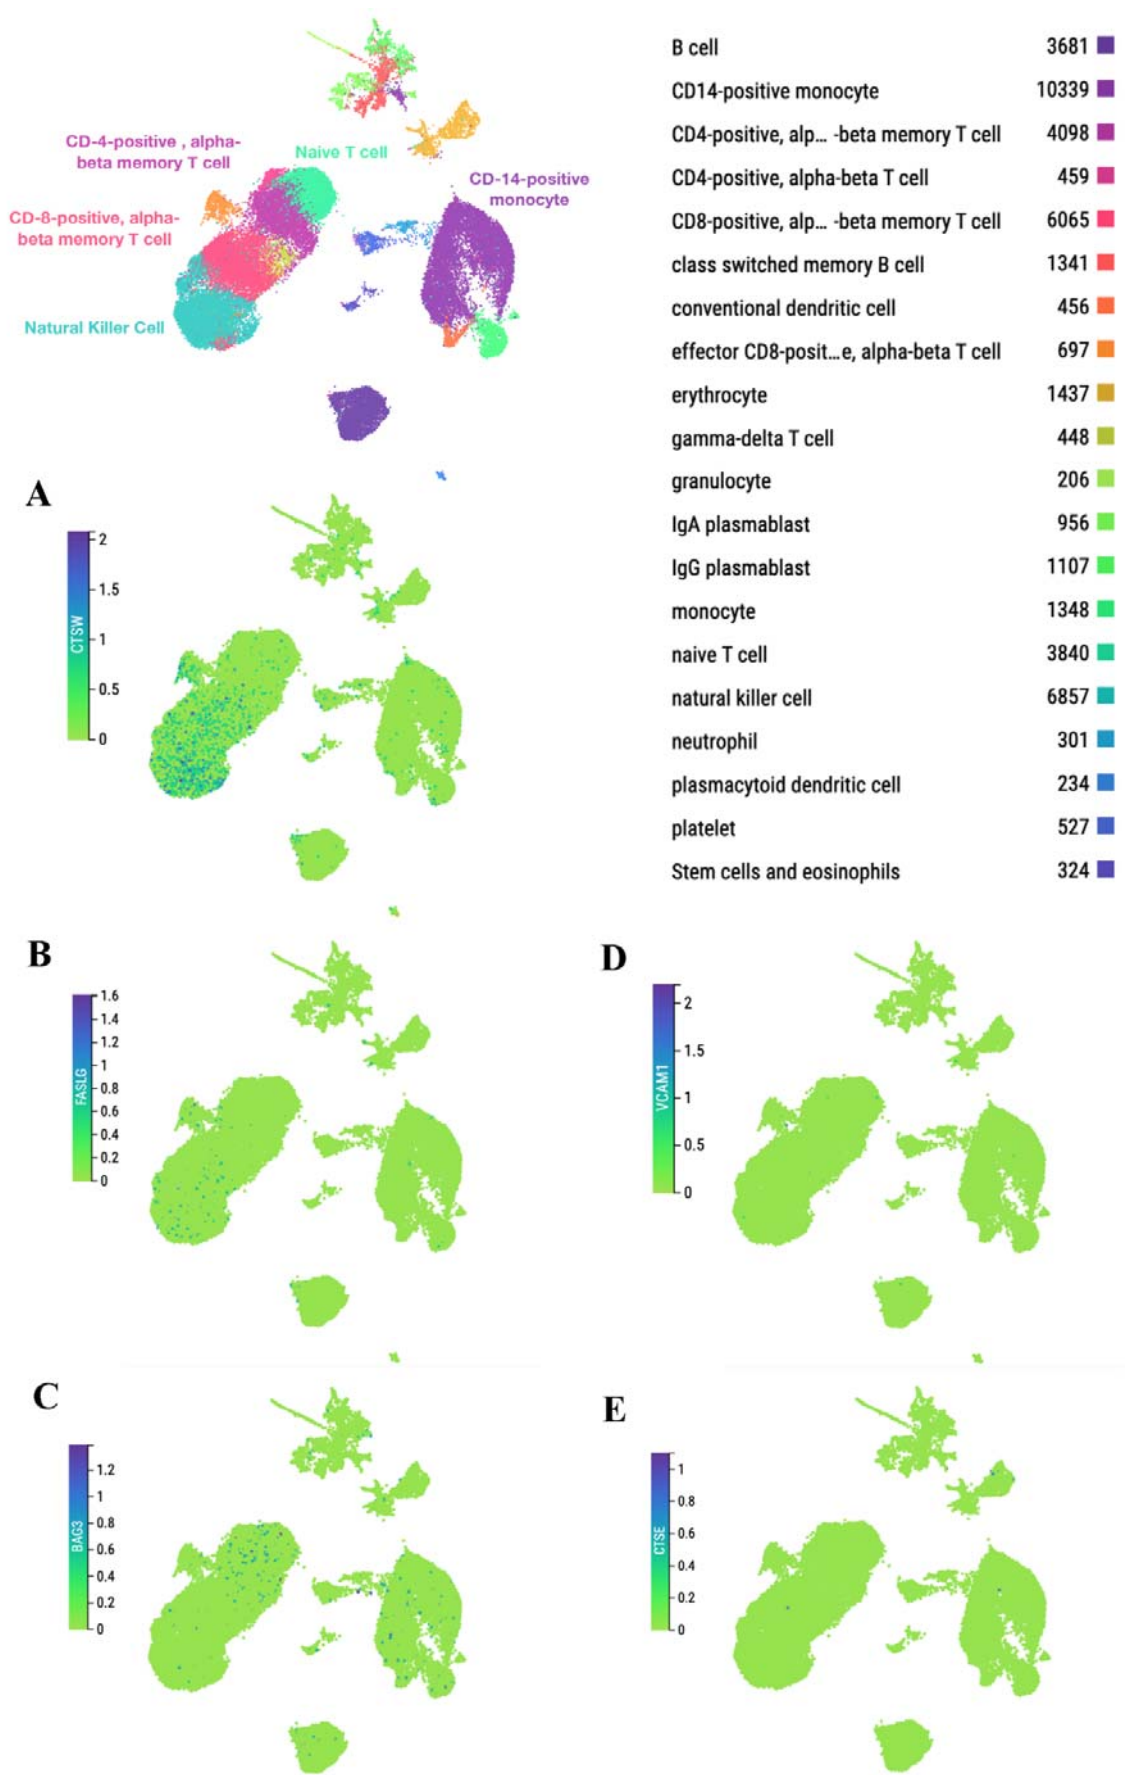 CD-4-positive , alpha-
beta memory T cell
Naive T cell
CD-14-positive
monocyte
CD-8-positive, alpha-
beta memory T cell
Natural Killer Cell
B cell 3681
CD14-positive monocyte 10339
CD4-positive, alp... -beta memory T cell 4098
CD4-positive, alpha-beta T cell 459
CD8-positive, alp... -beta memory T cell 6065
class switched memory B cell 1341
conventional dendritic cell 456
effector CD8-posit...e, alpha-beta T cell 697
erythrocyte 1437
gamma-delta T cell 448
granulocyte 206
IgA plasmablast 956
IgG plasmablast 1107
monocyte 1348
naive T cell 3840
natural killer cell 6857
neutrophil 301
plasmacytoid dendritic cell 234
platelet 527
Stem cells and eosinophils 324
A
CTSW
2
1.5
1
0.5
0
B
FASLG
1.6
1.4
1.2
1
0.8
0.6
0.4
0.2
0
D
VCAM1
2
1.5
1
0.5
0
C
BAG3
1.2
1
0.8
0.6
0.4
0.2
0
E
CTSE
1
0.8
0.6
0.4
0.2
0